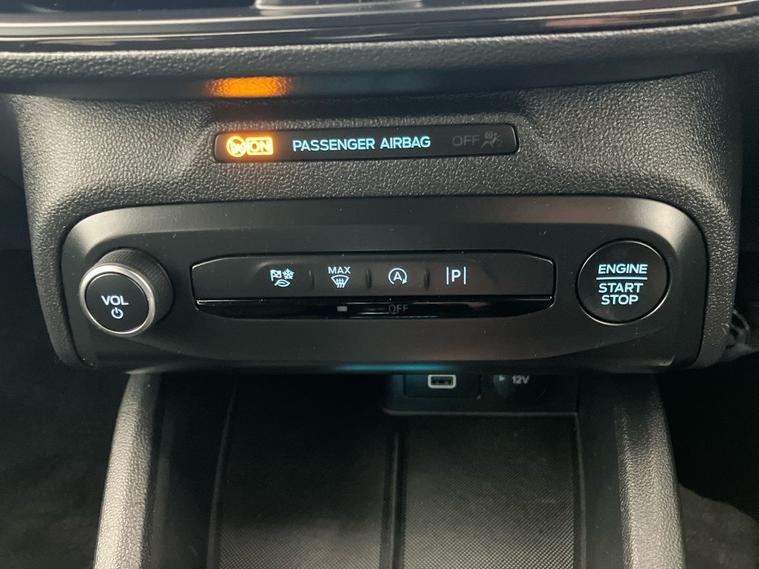 ON PASSENGER AIRBAG OFF
MAX
A
P
OFF
VOL
ENGINE
START
STOP
12V